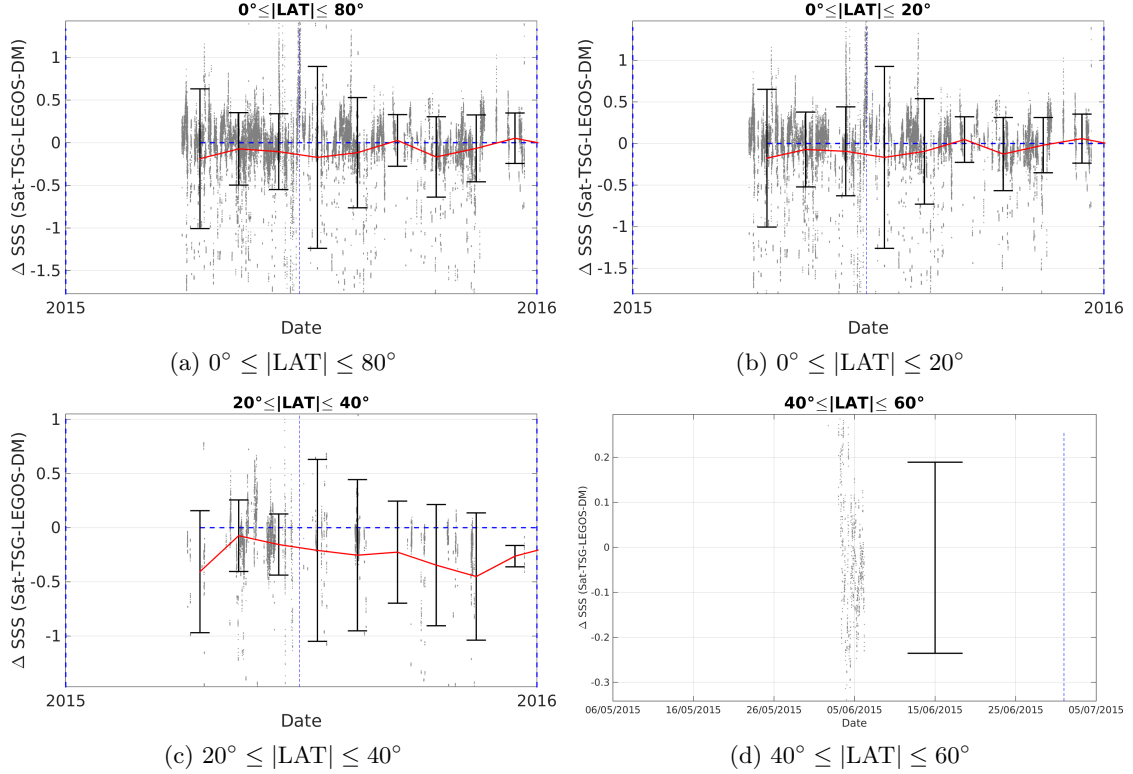 0°≤|LAT|≤ 80°
Δ SSS (Sat-TSG-LEGOS-DM)
1
0.5
0
-0.5
-1
-1.5
2015
2016
Date
(a) 0° ≤ |LAT| ≤ 80°
0°≤|LAT|≤ 20°
Δ SSS (Sat-TSG-LEGOS-DM)
1
0.5
0
-0.5
-1
-1.5
2015
2016
Date
(b) 0° ≤ |LAT| ≤ 20°
20°≤|LAT|≤ 40°
Δ SSS (Sat-TSG-LEGOS-DM)
1
0.5
0
-0.5
-1
2015
2016
Date
(c) 20° ≤ |LAT| ≤ 40°
40°≤|LAT|≤ 60°
Δ SSS (Sat-TSG-LEGOS-DM)
0.2
0.1
0
-0.1
-0.2
-0.3
06/05/2015
16/05/2015
26/05/2015
05/06/2015
15/06/2015
25/06/2015
05/07/2015
Date
(d) 40° ≤ |LAT| ≤ 60°